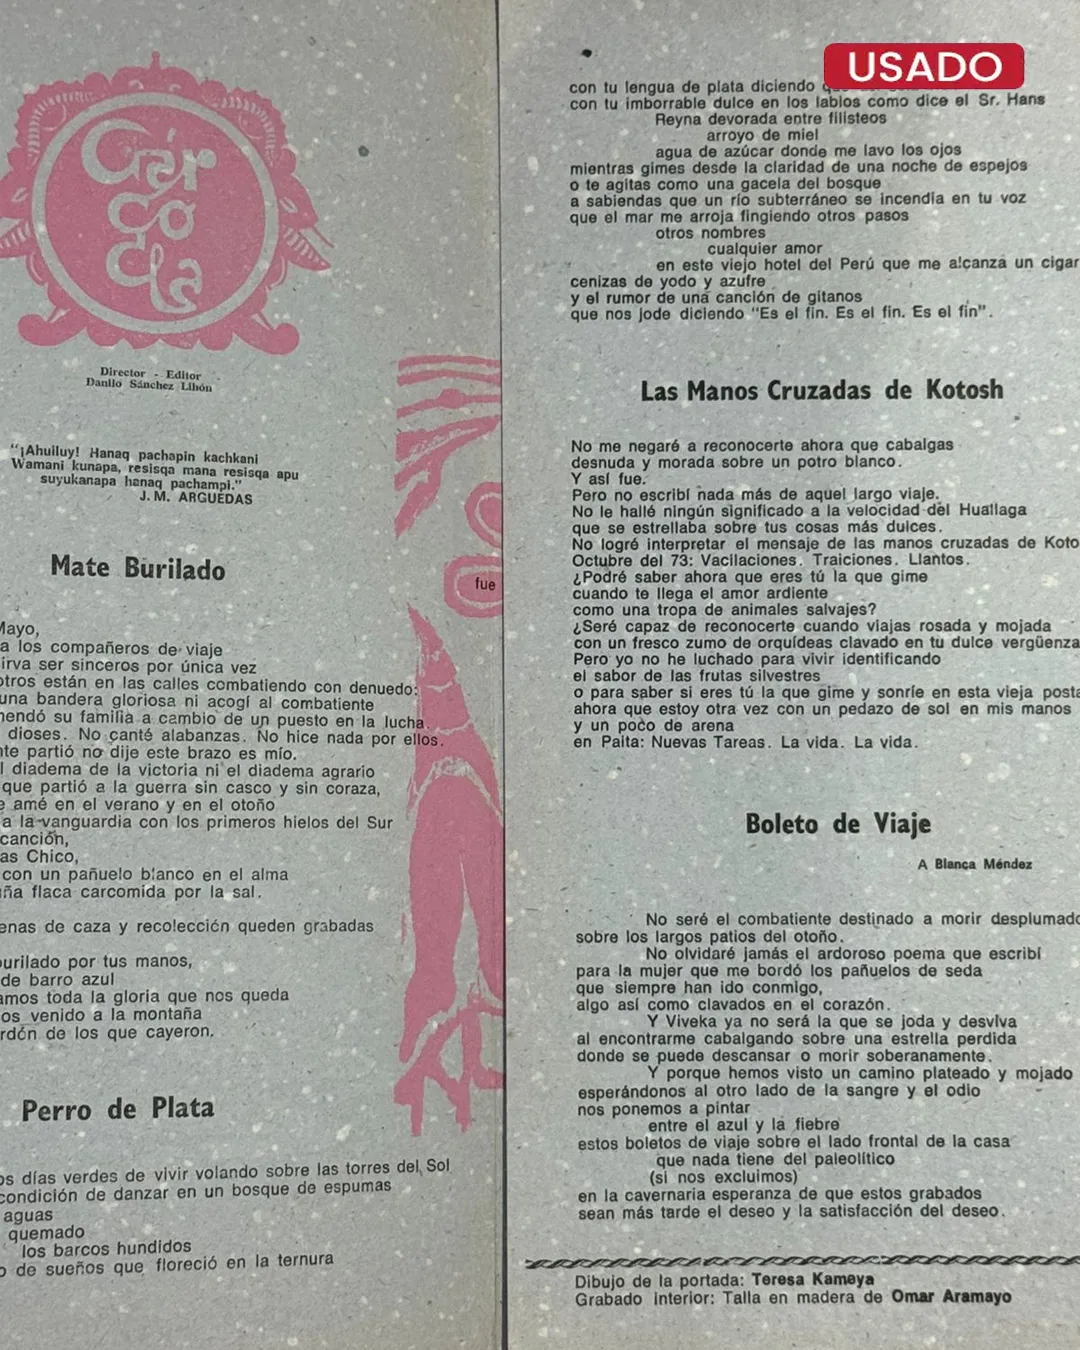 Gár
go
la
Director - Editor
Danilo Sánchez Lihón
"¡Ahuiluy! Hanaq pachapin kachkani
Wamani kunapa, resisqa mana resisqa apu
suyukunapa hanaq pachampi."
J. M. ARGUEDAS
Mate Burilado
Mayo,
a los compañeros de viaje
irva ser sinceros por única vez
otros están en las calles combatiendo con denuedo:
una bandera gloriosa ni acogí al combatiente
nendó su familia a cambio de un puesto en la lucha.
dioses. No canté alabanzas. No hice nada por ellos.
nte partió no dije este brazo es mío.
l diadema de la victoria ni el diadema agrario
que partió a la guerra sin casco y sin coraza,
e amé en el verano y en el otoño
a la vanguardia con los primeros hielos del Sur
canción,
as Chico,
con un pañuelo blanco en el alma
uña flaca carcomida por la sal.
enas de caza y recolección queden grabadas
burilado por tus manos,
de barro azul
amos toda la gloria que nos queda
os venido a la montaña
rdón de los que cayeron.
fue
Perro de Plata
os días verdes de vivir volando sobre las torres del Sol
condición de danzar en un bosque de espumas
aguas
quemado
los barcos hundidos
o de sueños que floreció en la ternura
USADO
con tu lengua de plata diciendo
con tu imborrable dulce en los labios como dice el Sr. Hans
Reyna devorada entre filisteos
arroyo de miel
agua de azúcar donde me lavo los ojos
mientras gimes desde la claridad de una noche de espejos
o te agitas como una gacela del bosque
a sabiendas que un río subterráneo se incendia en tu voz
que el mar me arroja fingiendo otros pasos
otros nombres
cualquier amor
en este viejo hotel del Perú que me alcanza un cigar
cenizas de yodo y azufre
y el rumor de una canción de gitanos
que nos jode diciendo "Es el fin. Es el fin. Es el fin".
Las Manos Cruzadas de Kotosh
No me negaré a reconocerte ahora que cabalgas
desnuda y morada sobre un potro blanco.
Y así fue.
Pero no escribí nada más de aquel largo viaje.
No le hallé ningún significado a la velocidad del Huallaga
que se estrellaba sobre tus cosas más dulces.
No logré interpretar el mensaje de las manos cruzadas de Koto
Octubre del 73: Vacilaciones. Traiciones. Llantos.
¿Podré saber ahora que eres tú la que gime
cuando te llega el amor ardiente
como una tropa de animales salvajes?
¿Seré capaz de reconocerte cuando viajas rosada y mojada
con un fresco zumo de orquídeas clavado en tu dulce vergüenza
Pero yo no he luchado para vivir identificando
el sabor de las frutas silvestres
o para saber si eres tú la que gime y sonríe en esta vieja posta
ahora que estoy otra vez con un pedazo de sol en mis manos
y un poco de arena
en Paita: Nuevas Tareas. La vida. La vida.
Boleto de Viaje
A Blanca Méndez
No seré el combatiente destinado a morir desplumado
sobre los largos patios del otoño.
No olvidaré jamás el ardoroso poema que escribí
para la mujer que me bordó los pañuelos de seda
que siempre han ido conmigo,
algo así como clavados en el corazón.
Y Viveka ya no será la que se joda y desviva
al encontrarme cabalgando sobre una estrella perdida
donde se puede descansar o morir soberanamente.
Y porque hemos visto un camino plateado y mojado
esperándonos al otro lado de la sangre y el odio
nos ponemos a pintar
entre el azul y la fiebre
estos boletos de viaje sobre el lado frontal de la casa
que nada tiene del paleolítico
(si nos excluimos)
en la cavernaria esperanza de que estos grabados
sean más tarde el deseo y la satisfacción del deseo.
Dibujo de la portada: Teresa Kameya
Grabado interior: Talla en madera de Omar Aramayo